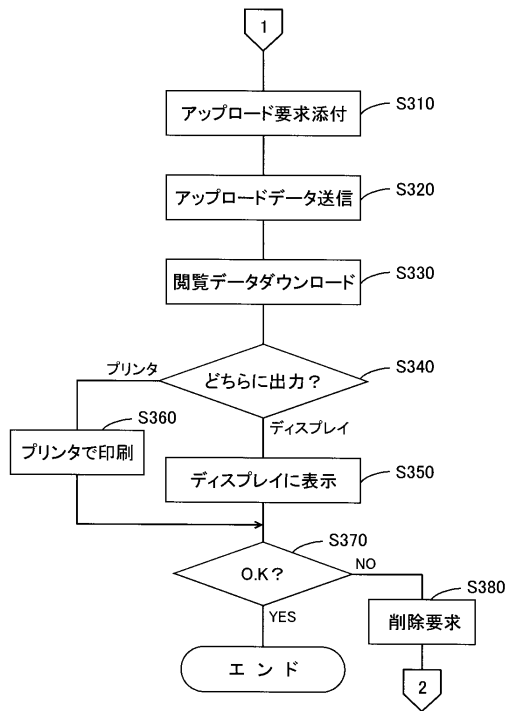 1
アップロード要求添付
S310
アップロードデータ送信
S320
閲覧データダウンロード
S330
どちらに出力？
S340
プリンタ
ディスプレイ
S360
プリンタで印刷
ディスプレイに表示
S350
S370
O.K？
NO
YES
S380
削除要求
エンド
2